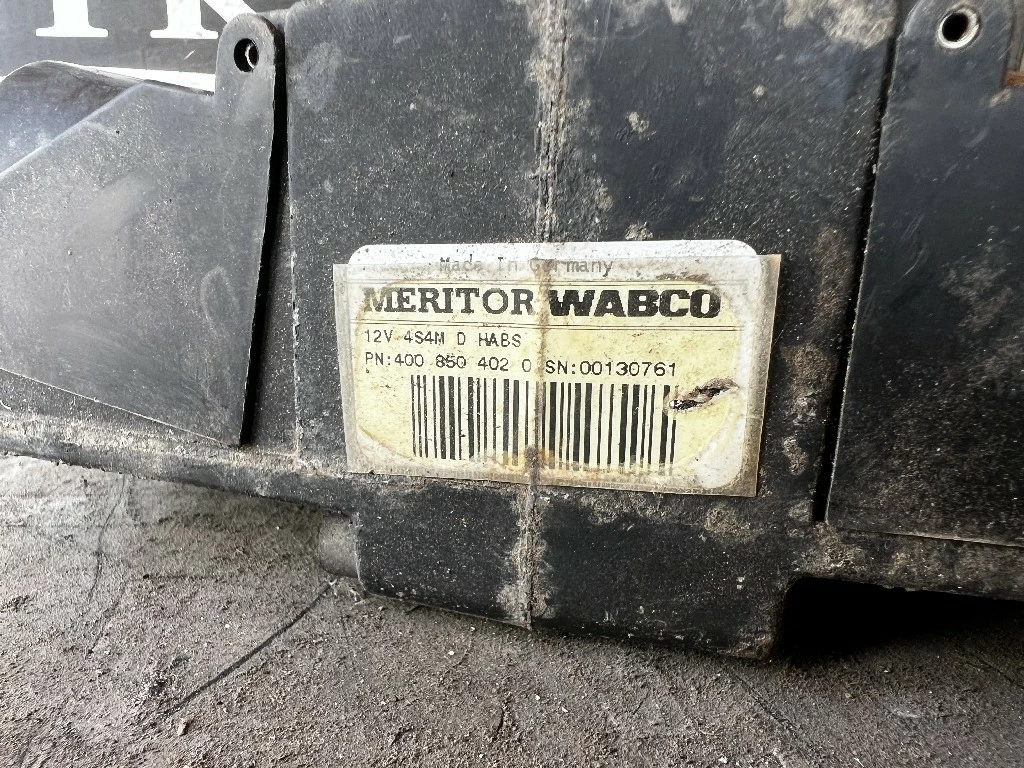 Made In Germany
MERITOR WABCO
12V 4S4M D HABS
PN:400 850 402 0 SN:00130761